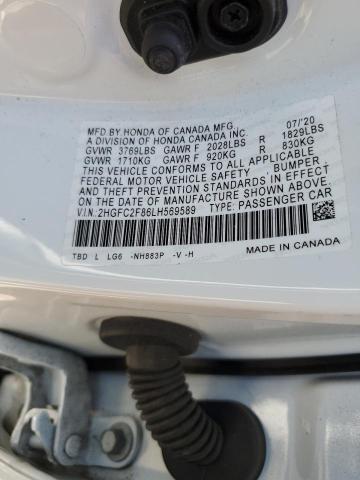 MFD BY HONDA OF CANADA MFG., 07/'20
A DIVISION OF HONDA CANADA INC.
GVWR 3769LBS GAWR F 2028LBS R 1829LBS
GVWR 1710KG GAWR F 920KG R 830KG
THIS VEHICLE CONFORMS TO ALL APPLICABLE
FEDERAL MOTOR VEHICLE SAFETY, BUMPER,
AND THEFT PREVENTION STANDARDS IN EFFECT
ON THE DATE OF MANUFACTURE SHOWN ABOVE.
V.I.N: 2HGFC2F86LH569589 TYPE: PASSENGER CAR
TBD L LG6 -NH883P -V -H MADE IN CANADA